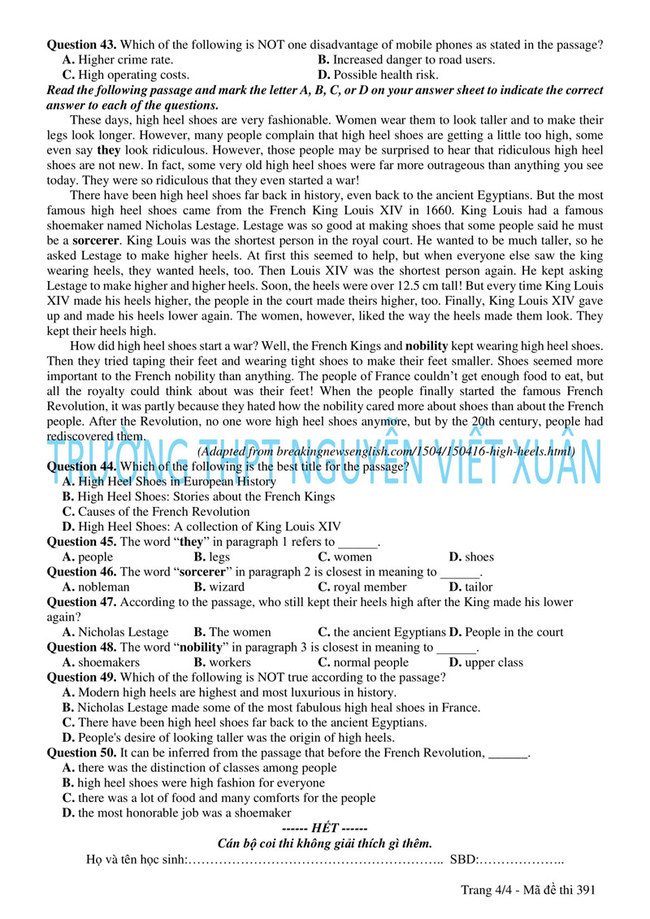 Question 43. Which of the following is NOT one disadvantage of mobile phones as stated in the passage?
A. Higher crime rate. B. Increased danger to road users.
C. High operating costs. D. Possible health risk.
Read the following passage and mark the letter A, B, C, or D on your answer sheet to indicate the correct
answer to each of the questions.
These days, high heel shoes are very fashionable. Women wear them to look taller and to make their
legs look longer. However, many people complain that high heel shoes are getting a little too high, some
even say they look ridiculous. However, those people may be surprised to hear that ridiculous high heel
shoes are not new. In fact, some very old high heel shoes were far more outrageous than anything you see
today. They were so ridiculous that they even started a war!
There have been high heel shoes far back in history, even back to the ancient Egyptians. But the most
famous high heel shoes came from the French King Louis XIV in 1660. King Louis had a famous
shoemaker named Nicholas Lestage. Lestage was so good at making shoes that some people said he must
be a sorcerer. King Louis was the shortest person in the royal court. He wanted to be much taller, so he
asked Lestage to make higher heels. At first this seemed to help, but when everyone else saw the king
wearing heels, they wanted heels, too. Then Louis XIV was the shortest person again. He kept asking
Lestage to make higher and higher heels. Soon, the heels were over 12.5 cm tall! But every time King Louis
XIV made his heels higher, the people in the court made theirs higher, too. Finally, King Louis XIV gave
up and made his heels lower again. The women, however, liked the way the heels made them look. They
kept their heels high.
How did high heel shoes start a war? Well, the French Kings and nobility kept wearing high heel shoes.
Then they tried taping their feet and wearing tight shoes to make their feet smaller. Shoes seemed more
important to the French nobility than anything. The people of France couldn't get enough food to eat, but
all the royalty could think about was their feet! When the people finally started the famous French
Revolution, it was partly because they hated how the nobility cared more about shoes than about the French
people. After the Revolution, no one wore high heel shoes anymore, but by the 20th century, people had
rediscovered them.
(Adapted from breakingnewsenglish.com/1504/150416-high-heels.html)
TRƯỜNG THPT NGUYỄN VIẾT XUÂN
Question 44. Which of the following is the best title for the passage?
A. High Heel Shoes in European History
B. High Heel Shoes: Stories about the French Kings
C. Causes of the French Revolution
D. High Heel Shoes: A collection of King Louis XIV
Question 45. The word “they” in paragraph 1 refers to ______.
A. people B. legs C. women D. shoes
Question 46. The word “sorcerer” in paragraph 2 is closest in meaning to ______.
A. nobleman B. wizard C. royal member D. tailor
Question 47. According to the passage, who still kept their heels high after the King made his lower
again?
A. Nicholas Lestage B. The women C. the ancient Egyptians D. People in the court
Question 48. The word “nobility” in paragraph 3 is closest in meaning to ______.
A. shoemakers B. workers C. normal people D. upper class
Question 49. Which of the following is NOT true according to the passage?
A. Modern high heels are highest and most luxurious in history.
B. Nicholas Lestage made some of the most fabulous high heal shoes in France.
C. There have been high heel shoes far back to the ancient Egyptians.
D. People's desire of looking taller was the origin of high heels.
Question 50. It can be inferred from the passage that before the French Revolution, ______.
A. there was the distinction of classes among people
B. high heel shoes were high fashion for everyone
C. there was a lot of food and many comforts for the people
D. the most honorable job was a shoemaker
------ HẾT ------
Cán bộ coi thi không giải thích gì thêm.
Họ và tên học sinh:………………………………………………….. SBD:………………..
Trang 4/4 - Mã đề thi 391